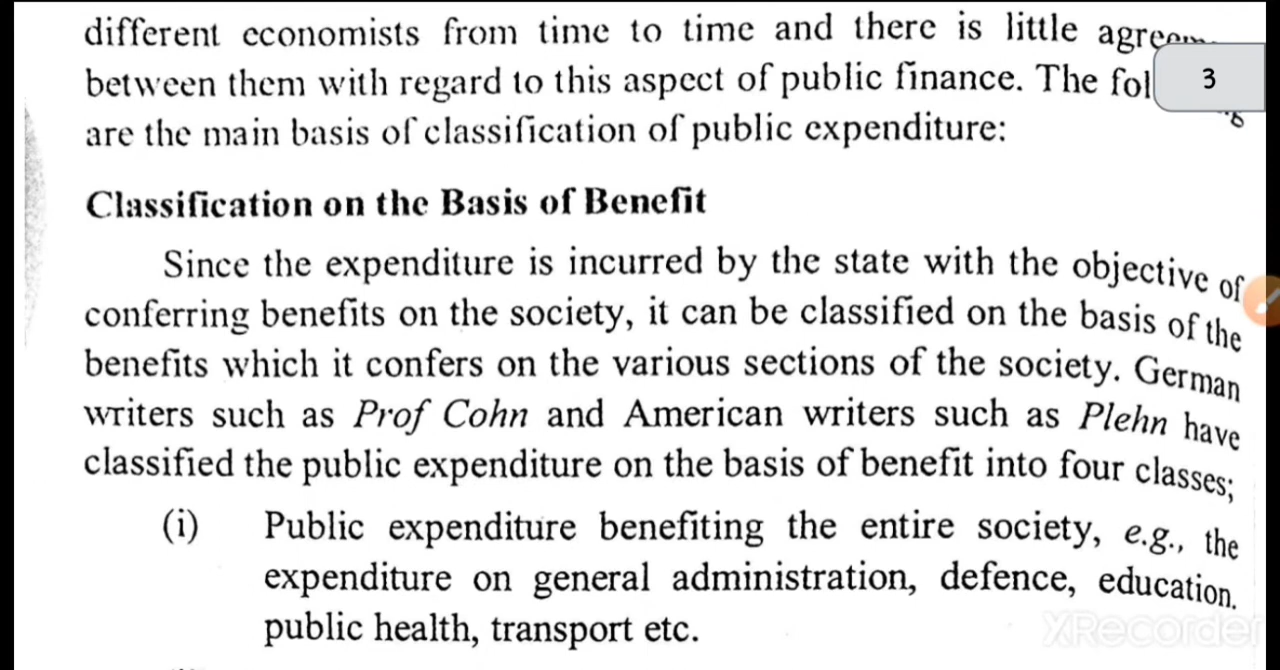 different economists from time to time and there is little
between them with regard to this aspect of public finance. The
3
are the main basis of classification of public expenditure:
Classification on the Basis of Benefit
Since the expenditure is incurred by the state with the objective of
conferring benefits on the society, it can be classified on the basis of the
benefits which it confers on the various sections of the society. German
writers such as Prof Cohn and American writers such as Plehn have
classified the public expenditure on the basis of benefit into four classes;
(i) Public expenditure benefiting the entire society, e.g., the
expenditure on general administration, defence, education.
public health, transport etc.
XRecorder